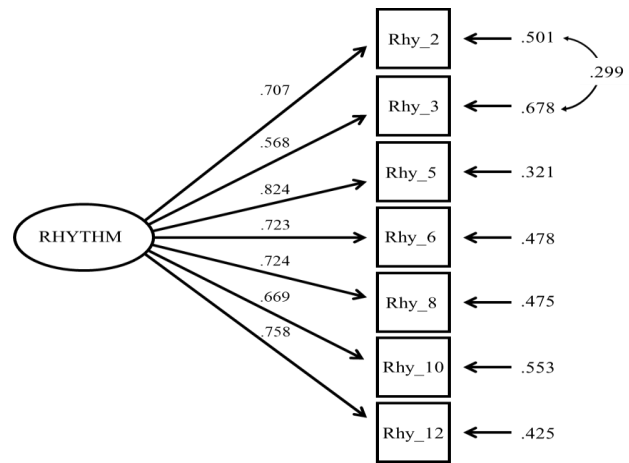 Rhy_2
.501
.299
.707
Rhy_3
.678
.568
Rhy_5
.321
.824
RHYTHM
.723
Rhy_6
.478
.724
Rhy_8
.475
.669
.758
Rhy_10
.553
Rhy_12
.425